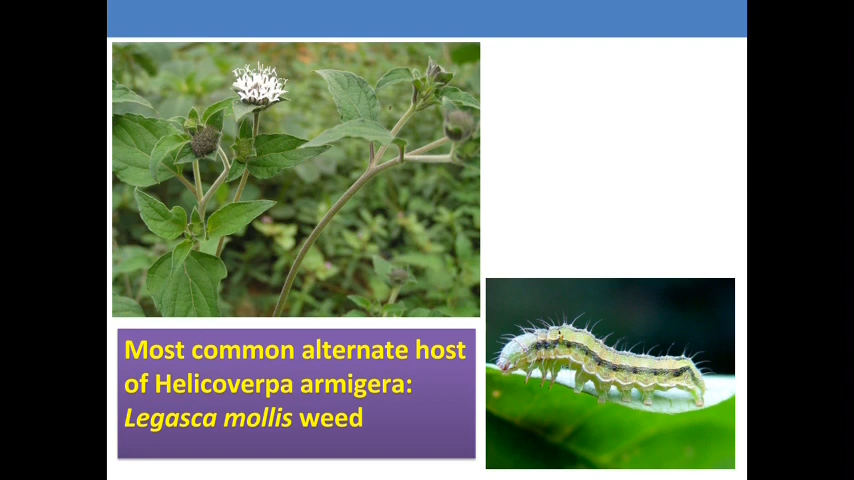 Most common alternate host
of Helicoverpa armigera:
Legasca mollis weed